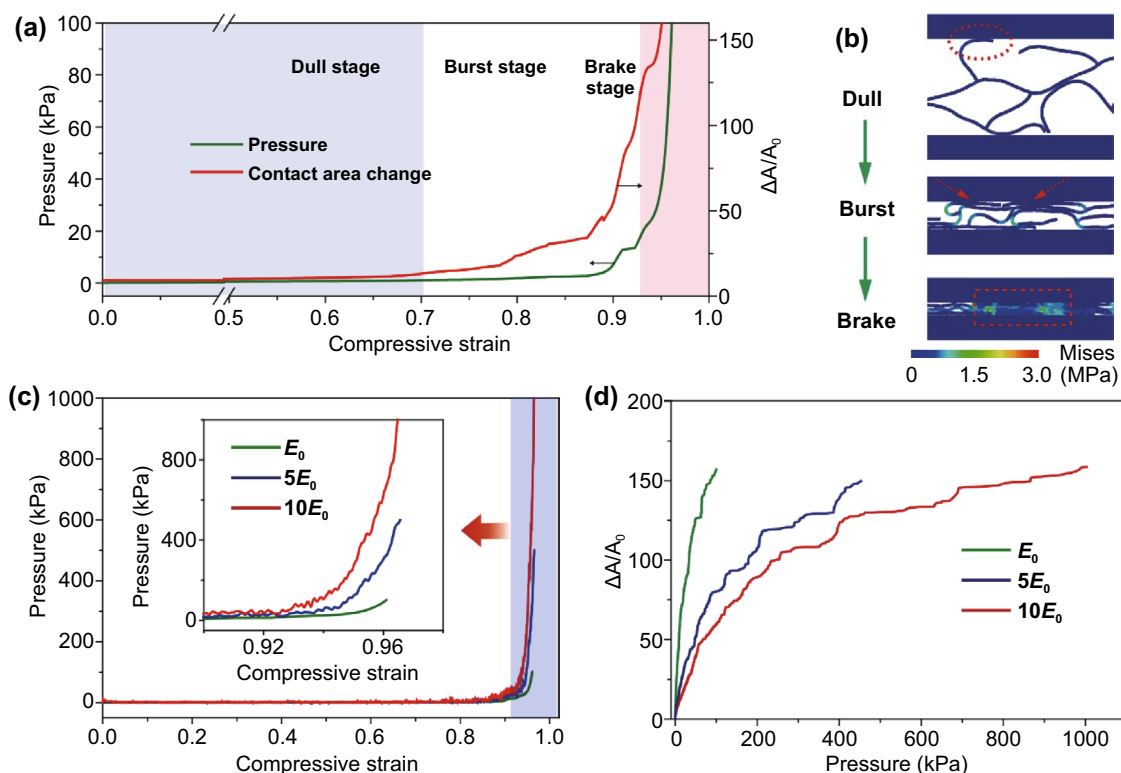 (a)
100
80
60
40
20
0
Pressure (kPa)
Dull stage
Burst stage
Brake
stage
Pressure
Contact area change
150
100
50
0
ΔA/A₀
0.0
0.5
0.6
0.7
0.8
0.9
1.0
Compressive strain
(b)
Dull
Burst
Brake
Mises
0 1.5 3.0 (MPa)
(c)
1000
800
600
400
200
0
Pressure (kPa)
800
400
0
Pressure (kPa)
E₀
5E₀
10E₀
0.92
0.96
Compressive strain
0.0 0.2 0.4 0.6 0.8 1.0
Compressive strain
(d)
200
150
100
50
0
ΔA/A₀
E₀
5E₀
10E₀
0 200 400 600 800 1000
Pressure (kPa)